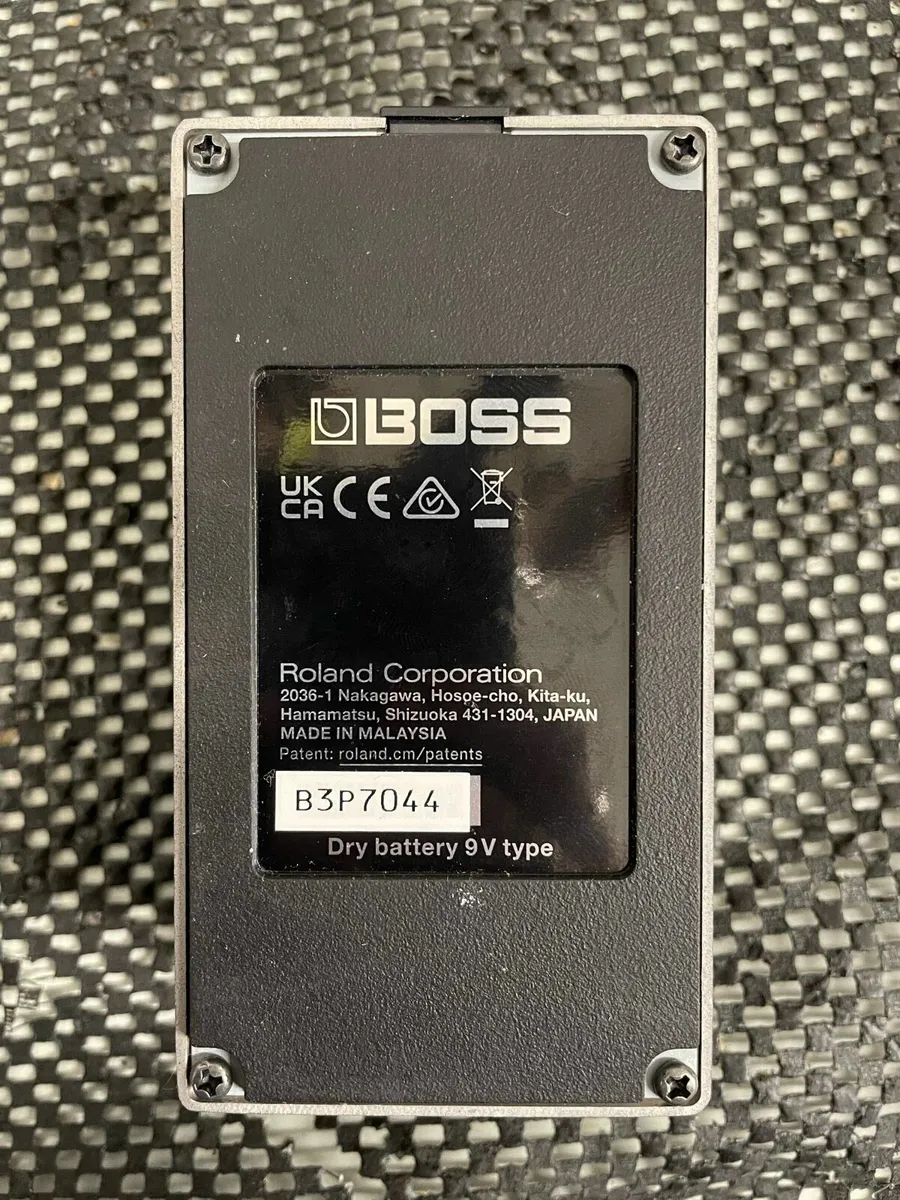 BOSS
UK
CA CE
Roland Corporation
2036-1 Nakagawa, Hosoe-cho, Kita-ku,
Hamamatsu, Shizuoka 431-1304, JAPAN
MADE IN MALAYSIA
Patent: roland.cm/patents
B3P7044
Dry battery 9V type